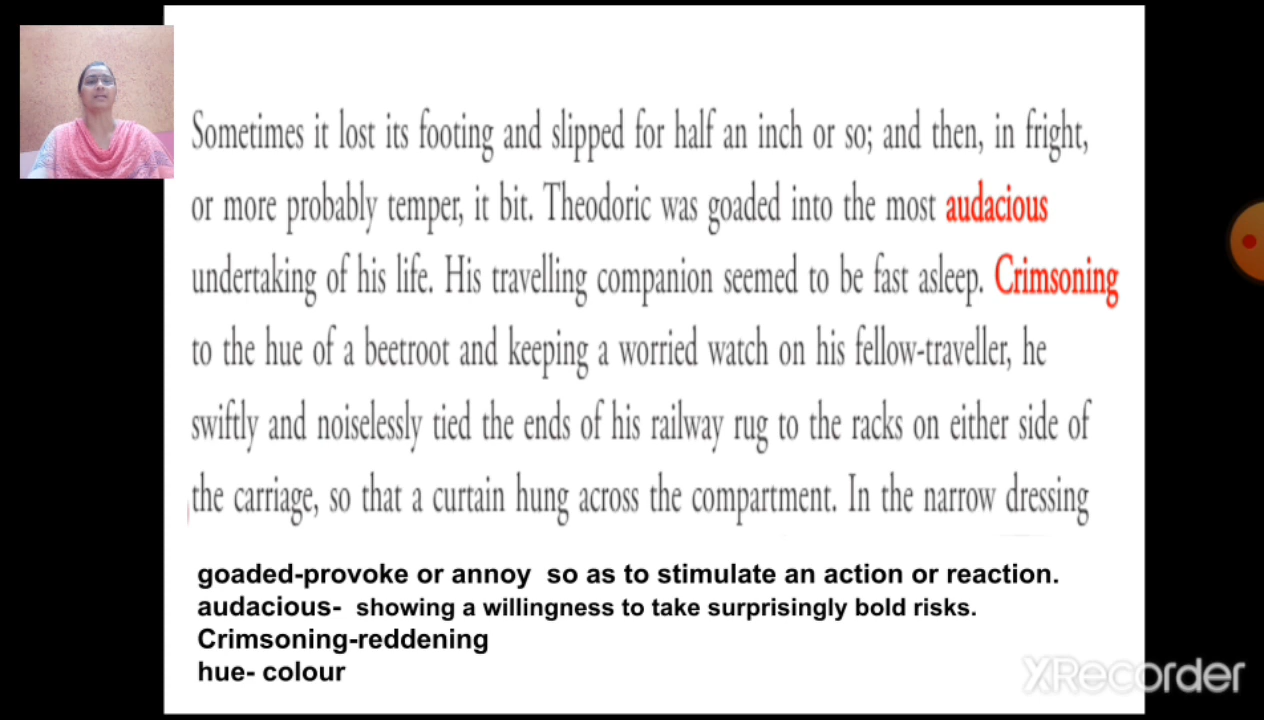 Sometimes it lost its footing and slipped for half an inch or so; and then, in fright,
or more probably temper, it bit. Theodoric was goaded into the most audacious
undertaking of his life. His travelling companion seemed to be fast asleep. Crimsoning
to the hue of a beetroot and keeping a worried watch on his fellow-traveller, he
swiftly and noiselessly tied the ends of his railway rug to the racks on either side of
the carriage, so that a curtain hung across the compartment. In the narrow dressing
goaded-provoke or annoy so as to stimulate an action or reaction.
audacious- showing a willingness to take surprisingly bold risks.
Crimsoning-reddening
hue- colour
XRecorder